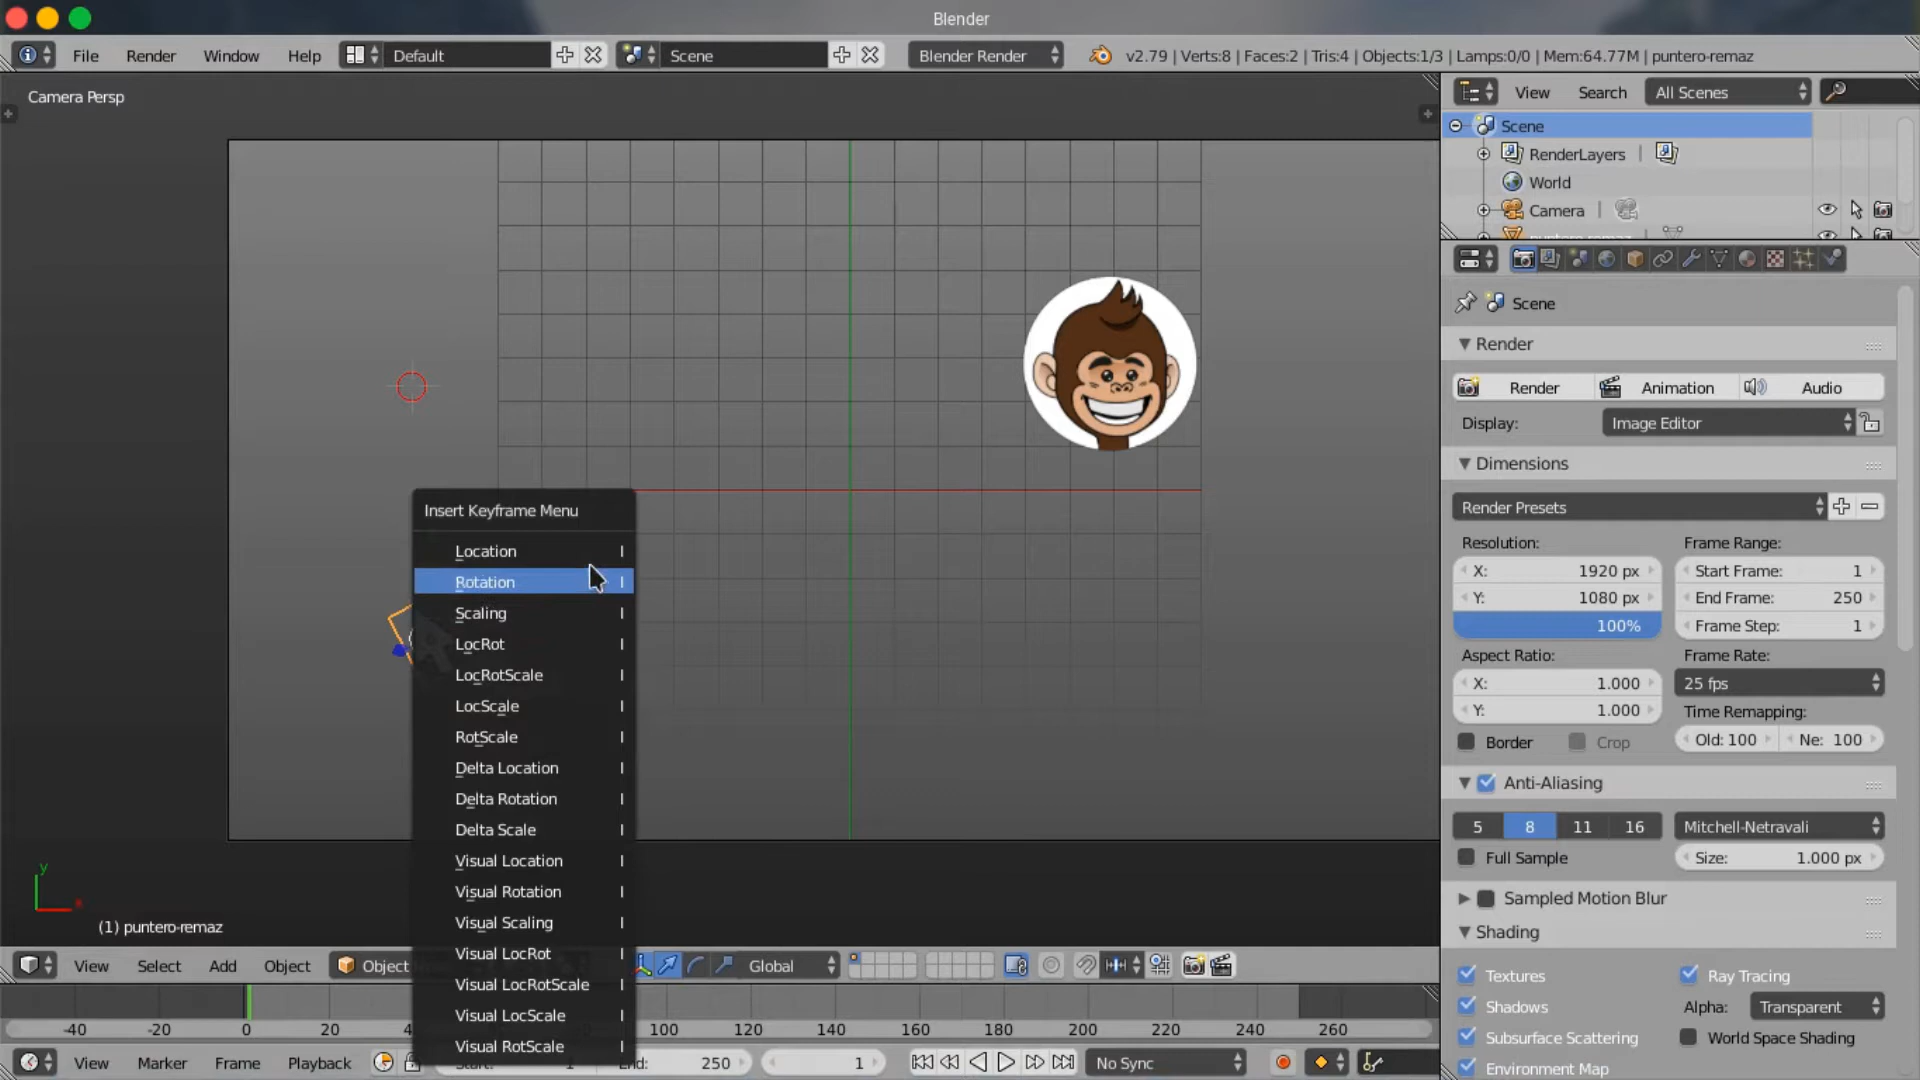 Blender
File Render Window Help Default Scene Blender Render v2.79 | Verts:8 | Faces:2 | Tris:4 | Objects:1/3 | Lamps:0/0 | Mem:64.77M | puntero-remaz
Camera Persp
View Search All Scenes
Scene
RenderLayers |
World
Camera |
puntero-remaz
Scene
Render
Render Animation Audio
Display: Image Editor
Dimensions
Render Presets
Resolution: Frame Range:
X: 1920 px Start Frame: 1
Y: 1080 px End Frame: 250
100% Frame Step: 1
Aspect Ratio: Frame Rate:
X: 1.000 25 fps
Y: 1.000 Time Remapping:
Border Crop Old: 100 Ne: 100
Anti-Aliasing
5 8 11 16 Mitchell-Netravali
Full Sample Size: 1.000 px
Sampled Motion Blur
Shading
Textures Ray Tracing
Shadows Alpha: Transparent
Subsurface Scattering World Space Shading
Environment Map
Insert Keyframe Menu
Location I
Rotation I
Scaling I
LocRot I
LocRotScale I
LocScale I
RotScale I
Delta Location I
Delta Rotation I
Delta Scale I
Visual Location I
Visual Rotation I
Visual Scaling I
Visual LocRot I
Visual LocRotScale I
Visual LocScale I
Visual RotScale I
y
x
(1) puntero-remaz
View Select Add Object Object Global
-40 -20 0 20 100 120 140 160 180 200 220 240 260
View Marker Frame Playback Start: 1 End: 250 1 No Sync